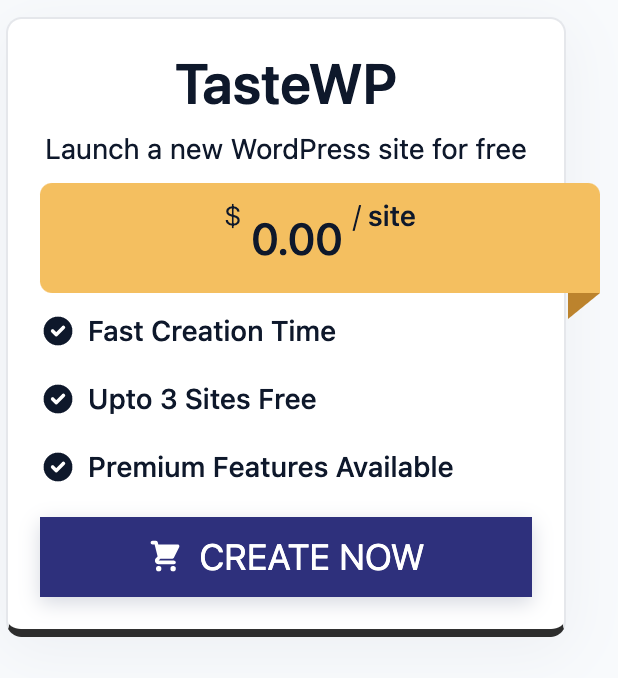 TasteWP
Launch a new WordPress site for free
$ 0.00 / site
Fast Creation Time
Upto 3 Sites Free
Premium Features Available
CREATE NOW